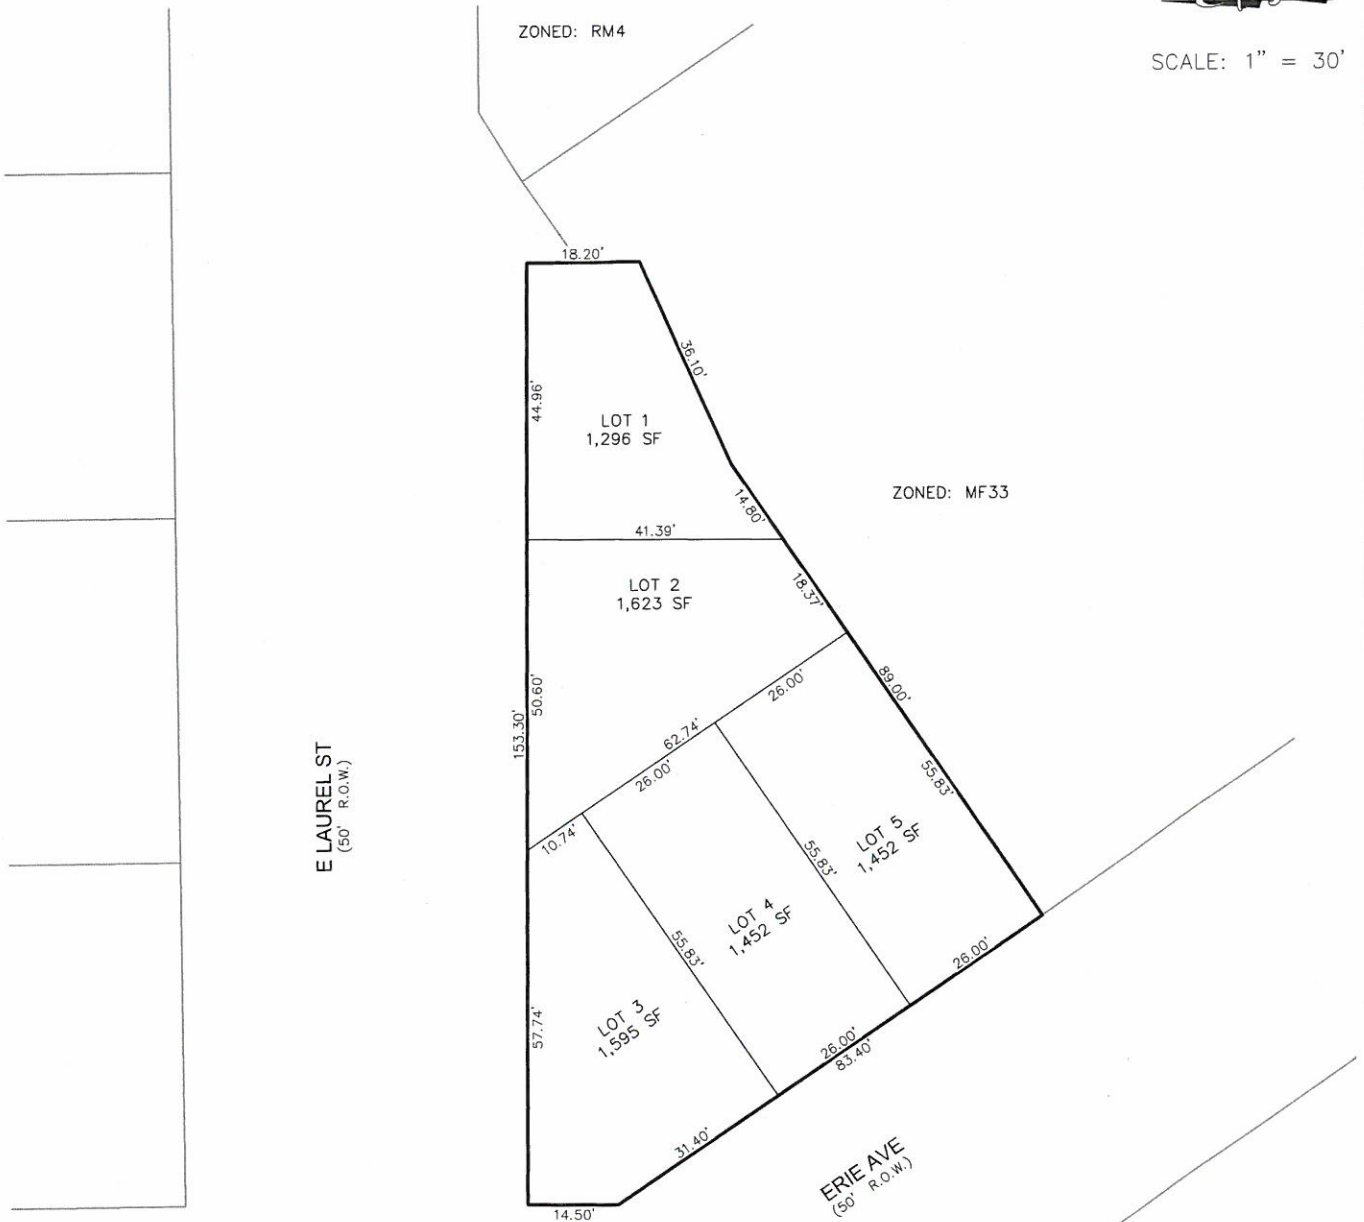 ZONED: RM4
SCALE: 1" = 30'
18.20'
36.10'
44.96'
LOT 1
1,296 SF
ZONED: MF33
14.80'
41.39'
LOT 2
1,623 SF
18.37'
26.00'
89.00'
50.60'
153.30'
62.74'
26.00'
E LAUREL ST
(50' R.O.W.)
55.83'
10.74'
55.83'
LOT 5
1,452 SF
LOT 4
1,452 SF
55.83'
26.00'
57.74'
LOT 3
1,595 SF
26.00'
83.40'
31.40'
ERIE AVE
(50' R.O.W.)
14.50'